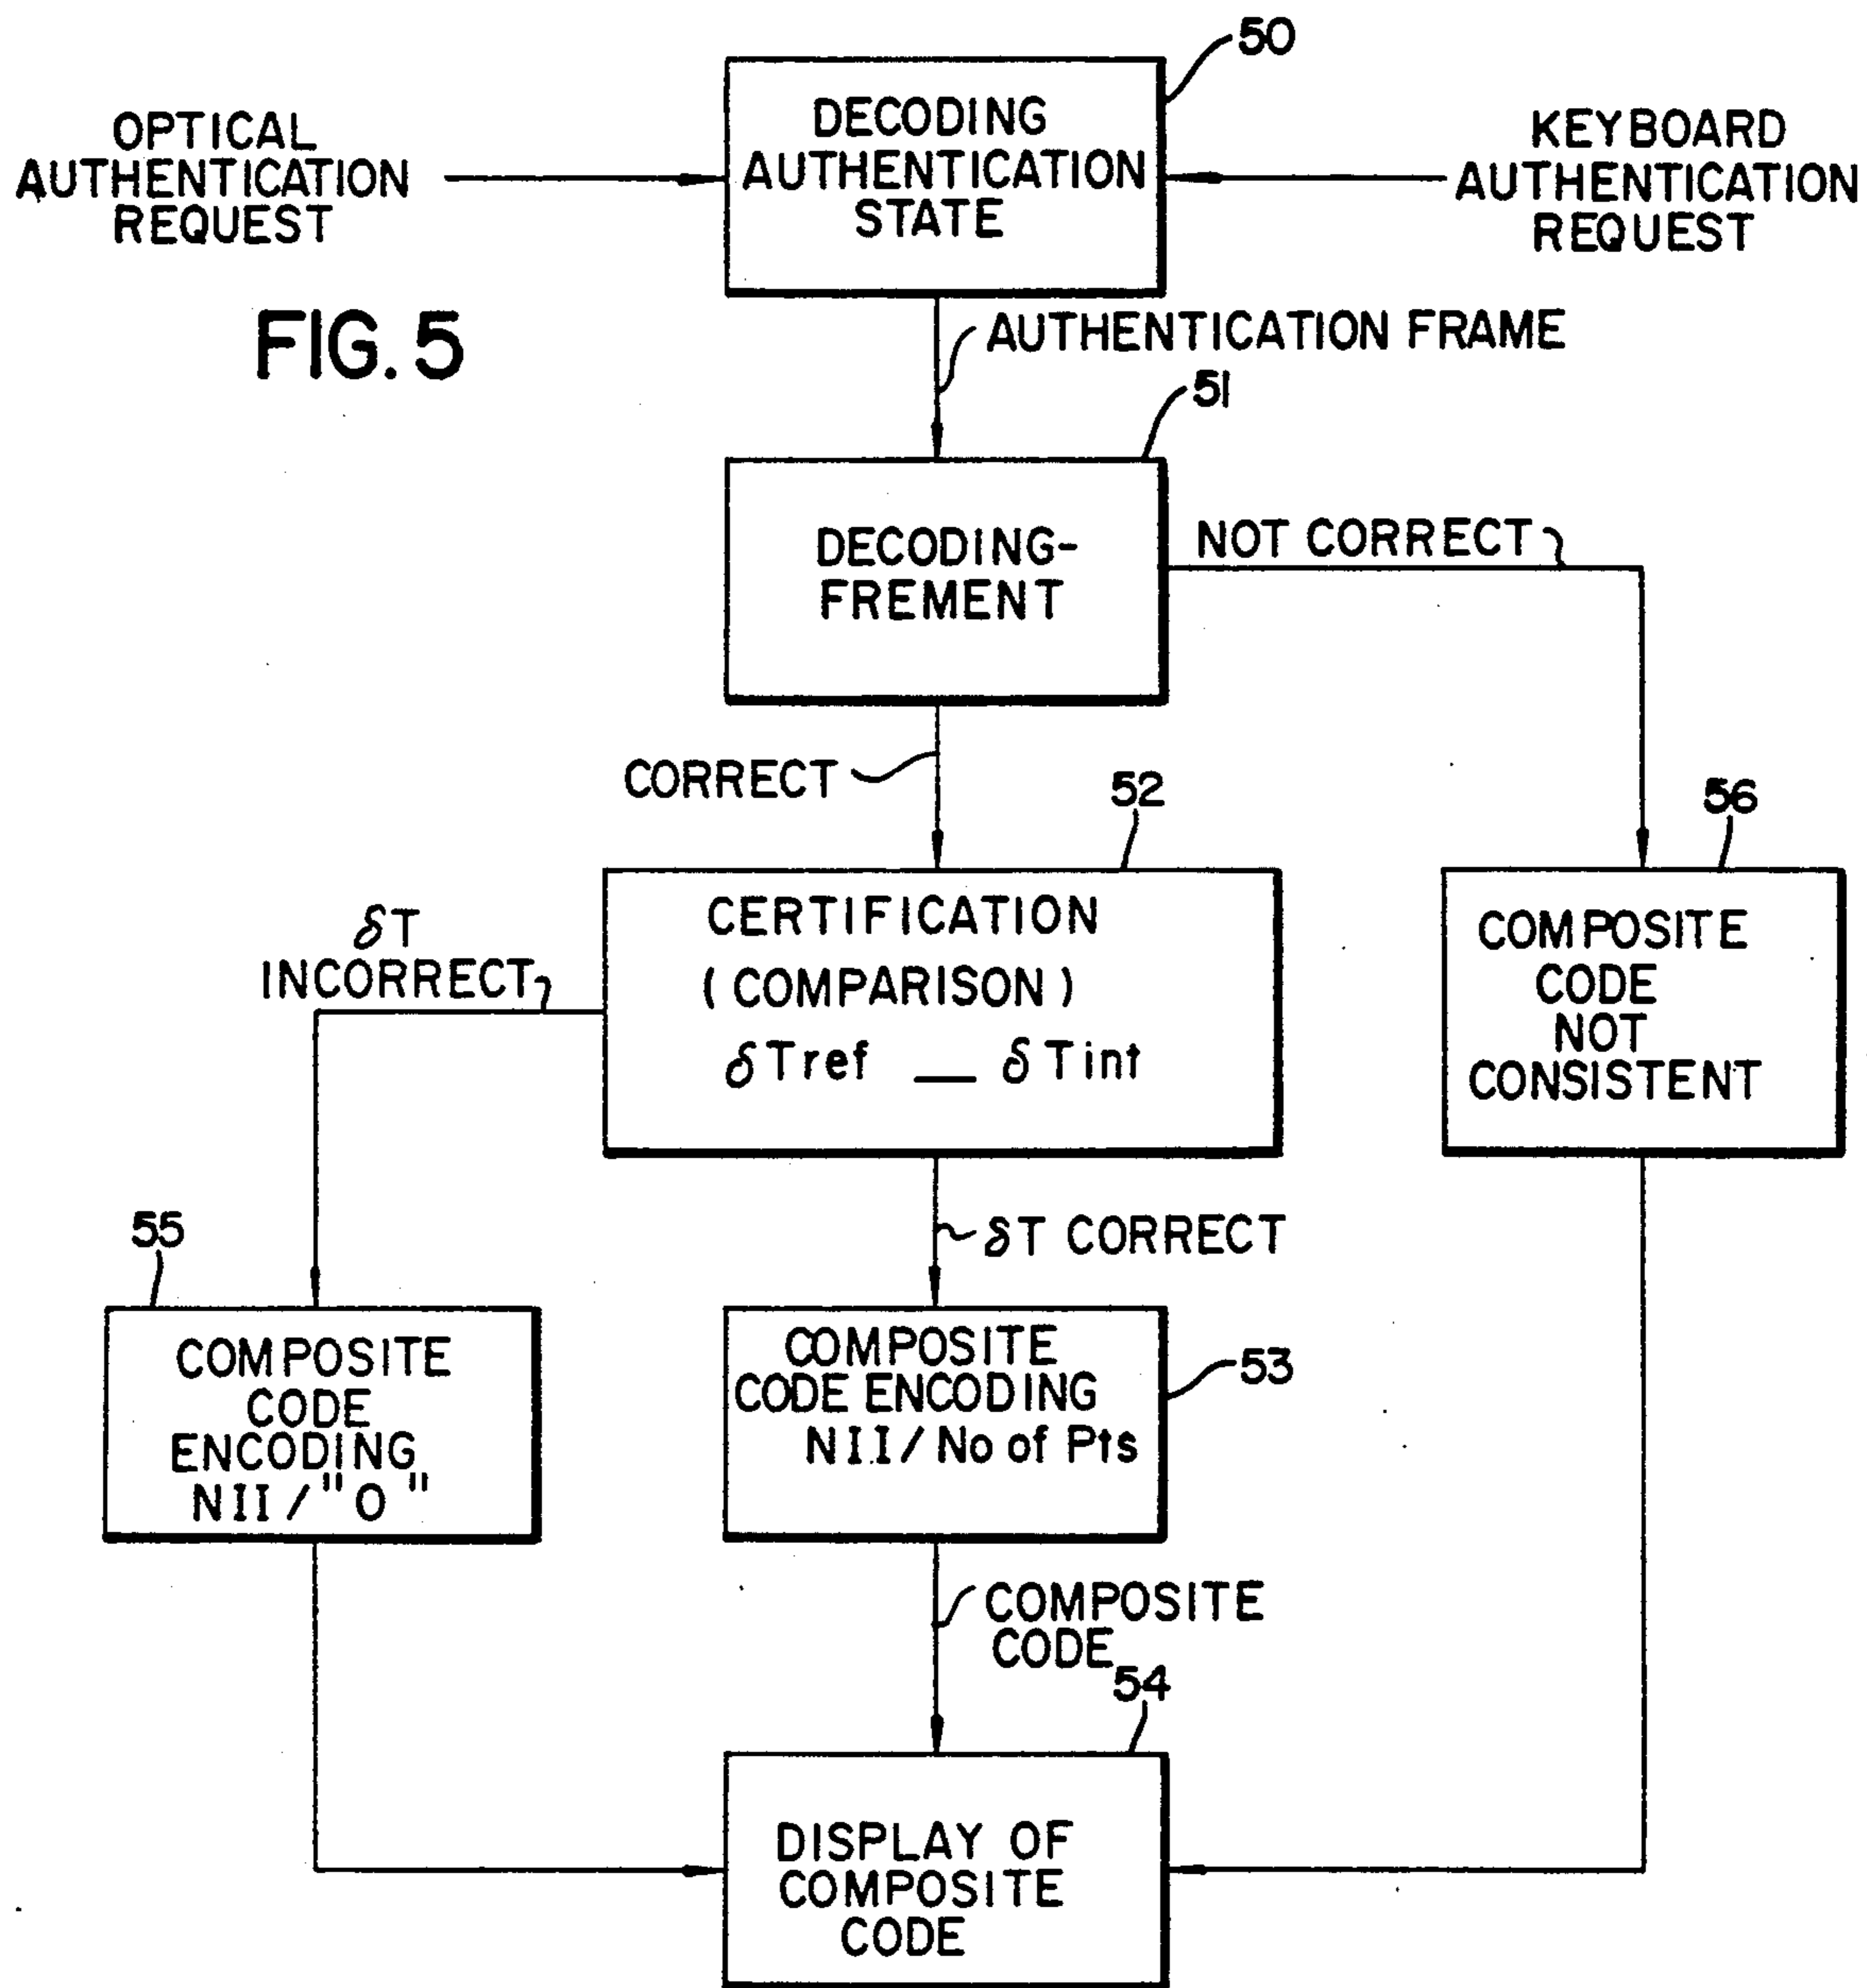 50
DECODING
AUTHENTICATION
STATE
OPTICAL
AUTHENTICATION
REQUEST
KEYBOARD
AUTHENTICATION
REQUEST
FIG. 5
AUTHENTICATION FRAME
51
DECODING-
FREMENT
NOT CORRECT
CORRECT
52
56
CERTIFICATION
(COMPARISON)
δTref __ δTint
COMPOSITE
CODE
NOT
CONSISTENT
δT
INCORRECT
δT CORRECT
55
COMPOSITE
CODE
ENCODING
NII/"O"
COMPOSITE
CODE ENCODING
NII/No of Pts
53
COMPOSITE
CODE
54
DISPLAY OF
COMPOSITE
CODE